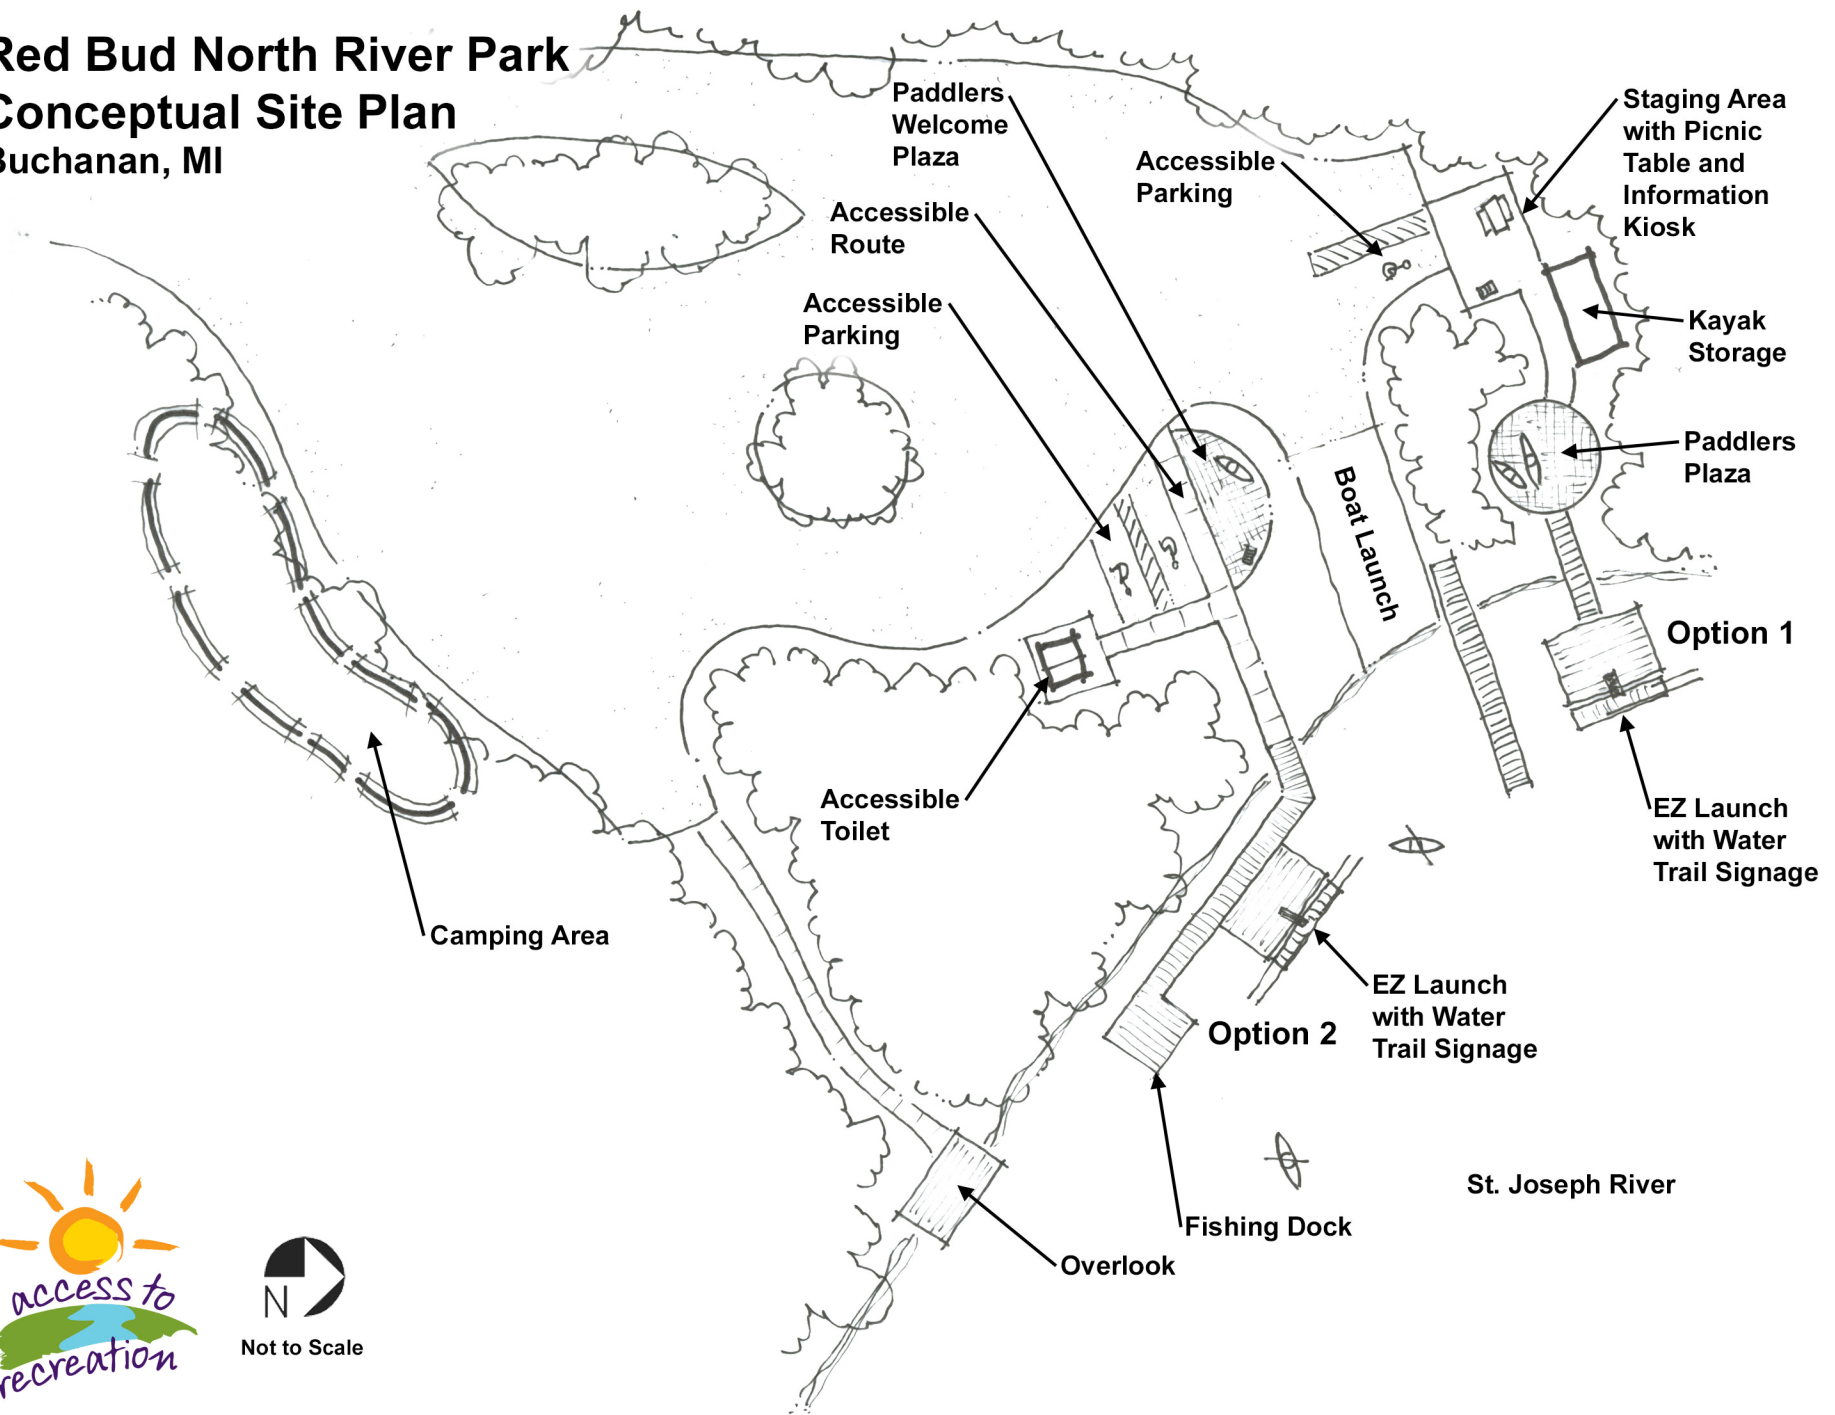 Red Bud North River Park
Conceptual Site Plan
Buchanan, MI
Paddlers
Welcome
Plaza
Accessible
Parking
Staging Area
with Picnic
Table and
Information
Kiosk
Accessible
Route
Accessible
Parking
Kayak
Storage
Paddlers
Plaza
Boat Launch
Option 1
Accessible
Toilet
EZ Launch
with Water
Trail Signage
Camping Area
EZ Launch
with Water
Trail Signage
Option 2
St. Joseph River
Fishing Dock
Overlook
access to
recreation
N
Not to Scale